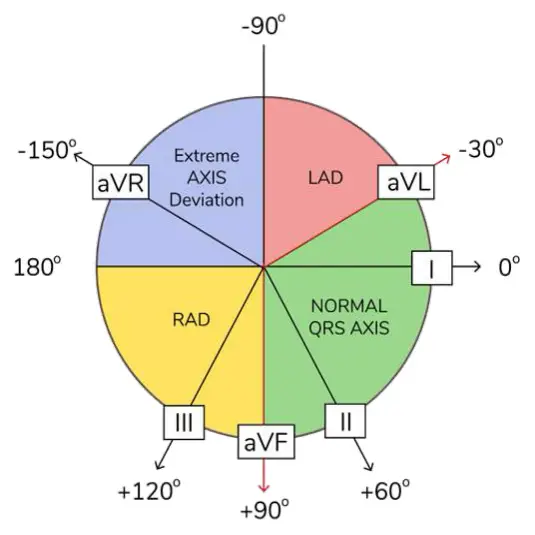 -90°
-150°
aVR
Extreme
AXIS
Deviation
LAD
aVL
-30°
180°
I
0°
RAD
NORMAL
QRS AXIS
III
aVF
II
+120°
+90°
+60°